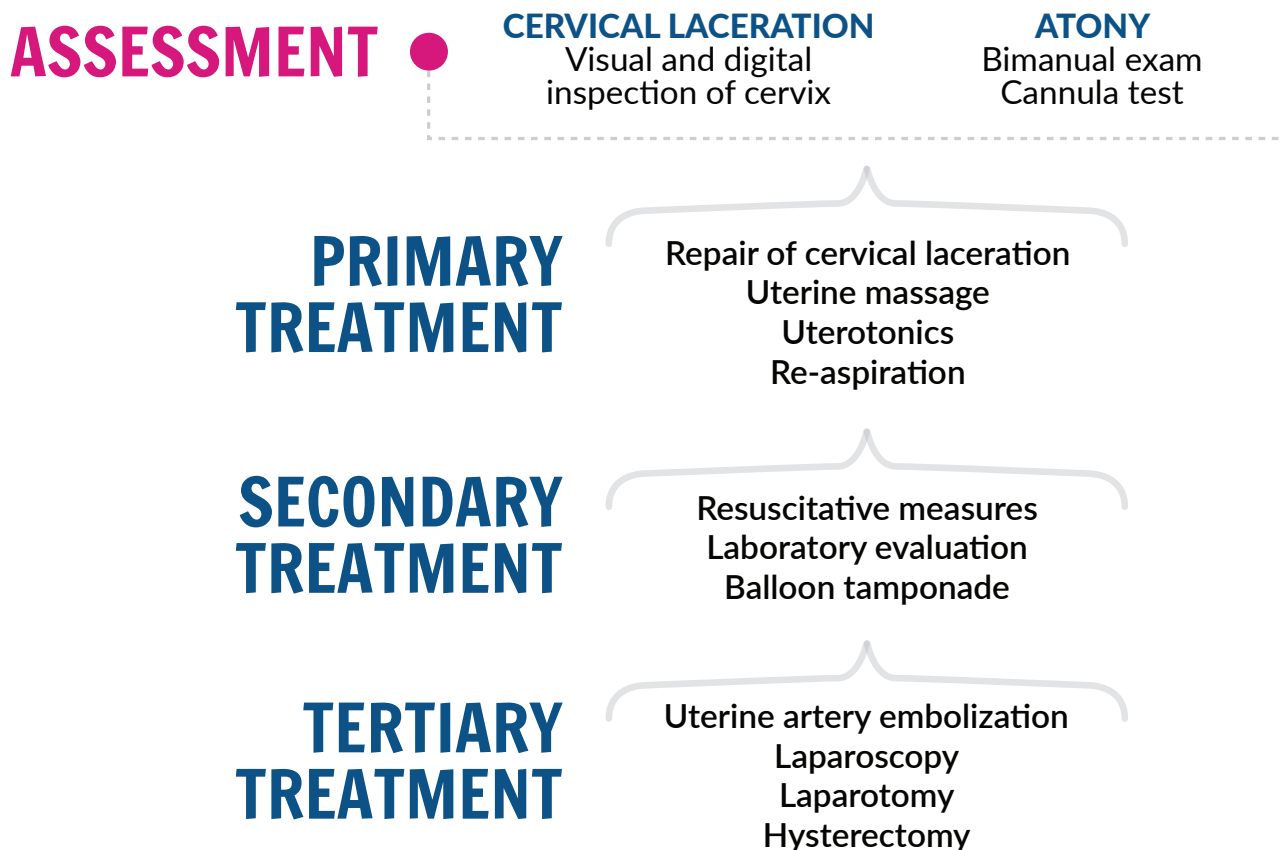 ASSESSMENT
CERVICAL LACERATION
Visual and digital
inspection of cervix
ATONY
Bimanual exam
Cannula test
PRIMARY
TREATMENT
Repair of cervical laceration
Uterine massage
Uterotonics
Re-aspiration
SECONDARY
TREATMENT
Resuscitative measures
Laboratory evaluation
Balloon tamponade
TERTIARY
TREATMENT
Uterine artery embolization
Laparoscopy
Laparotomy
Hysterectomy